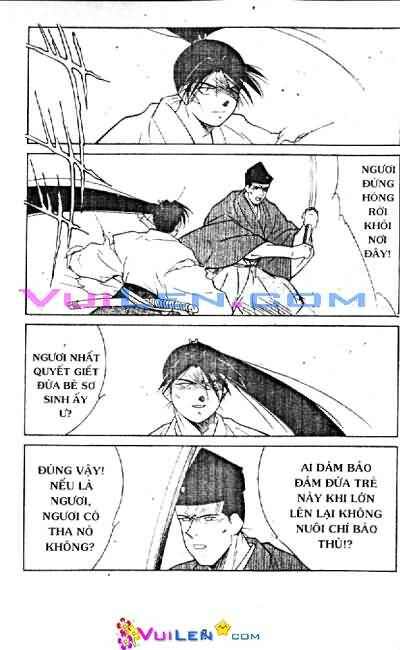 NGƯƠI
ĐỪNG
HÒNG
RỜI
KHỎI
NƠI
ĐÂY!
VuiLen.com
NGƯƠI NHẤT
QUYẾT GIẾT
ĐỨA BÉ SƠ
SINH ẤY
Ư?
ĐÚNG VẬY!
NẾU LÀ
NGƯƠI,
NGƯƠI CÓ
THA NÓ
KHÔNG?
AI DÁM BẢO
ĐẢM ĐỨA TRẺ
NÀY KHI LỚN
LÊN LẠI KHÔNG
NUÔI CHÍ BÁO
THÙ!?
VuiLen.com